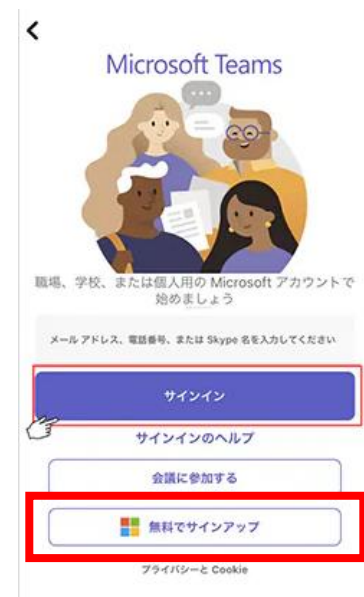 Microsoft Teams
職場、学校、または個人用の Microsoft アカウントで
始めましょう
メール アドレス、電話番号、または Skype 名を入力してください
サインイン
サインインのヘルプ
会議に参加する
無料でサインアップ
プライバシーと Cookie